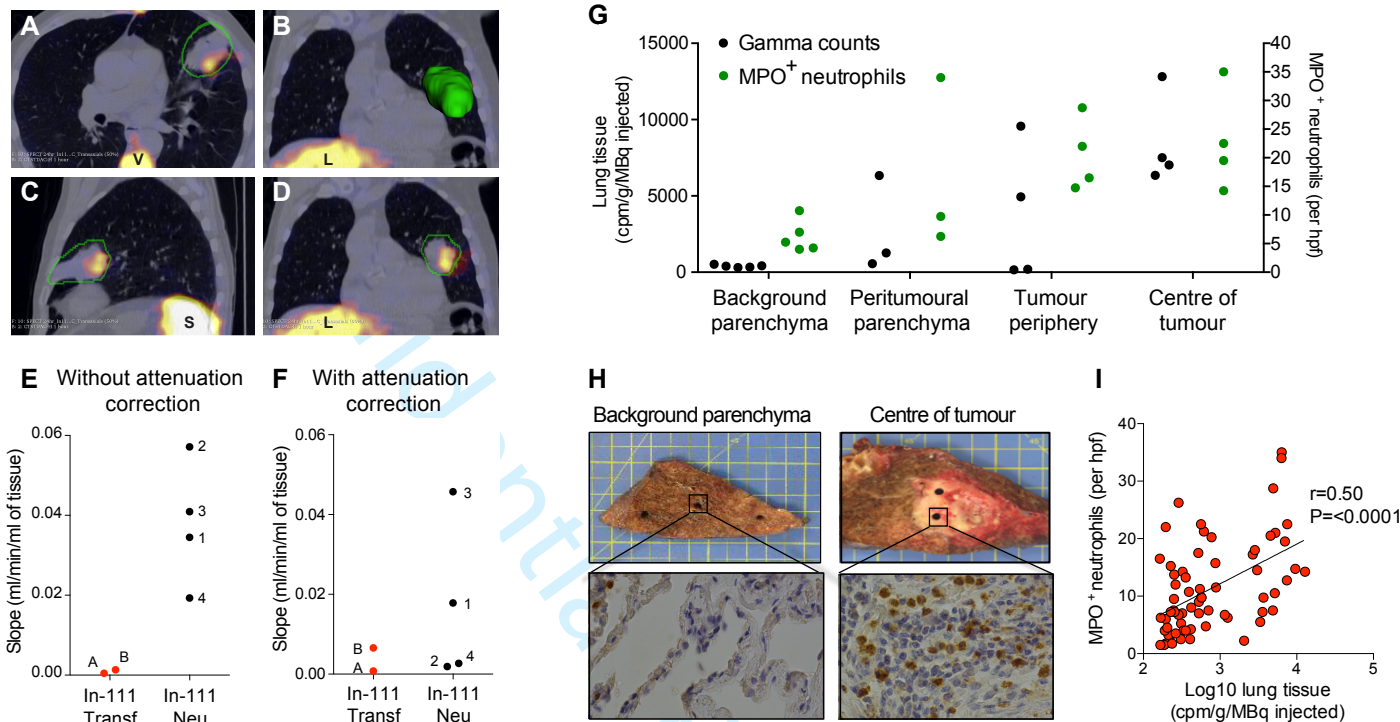 A
B
V
L
C
D
S
L
E Without attenuation
correction
F With attenuation
correction
Slope (ml/min/ml of tissue)
0.06
0.04
0.02
0.00
2
3
1
4
A
B
In-111
Transf
In-111
Neu
Slope (ml/min/ml of tissue)
0.06
0.04
0.02
0.00
3
1
B
A
2
4
In-111
Transf
In-111
Neu
G
Gamma counts
MPO+ neutrophils
Lung tissue
(cpm/g/MBq injected)
15000
10000
5000
0
40
35
30
25
20
15
10
5
0
MPO+ neutrophils (per hpf)
Background
parenchyma
Peritumoural
parenchyma
Tumour
periphery
Centre of
tumour
H
Background parenchyma
Centre of tumour
I
MPO+ neutrophils (per hpf)
40
30
20
10
0
r=0.50
P=<0.0001
2
3
4
5
Log10 lung tissue
(cpm/g/MBq injected)